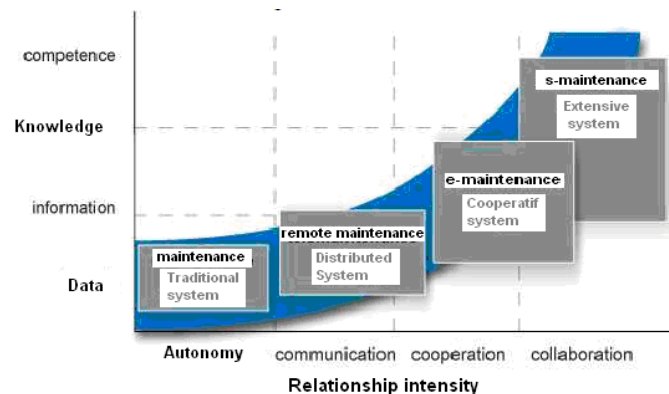 competence
s-maintenance
Extensive
system
Knowledge
e-maintenance
Cooperatif
system
information
remote maintenance
Distributed
System
maintenance
Traditional
system
Data
Autonomy
communication
cooperation
collaboration
Relationship intensity